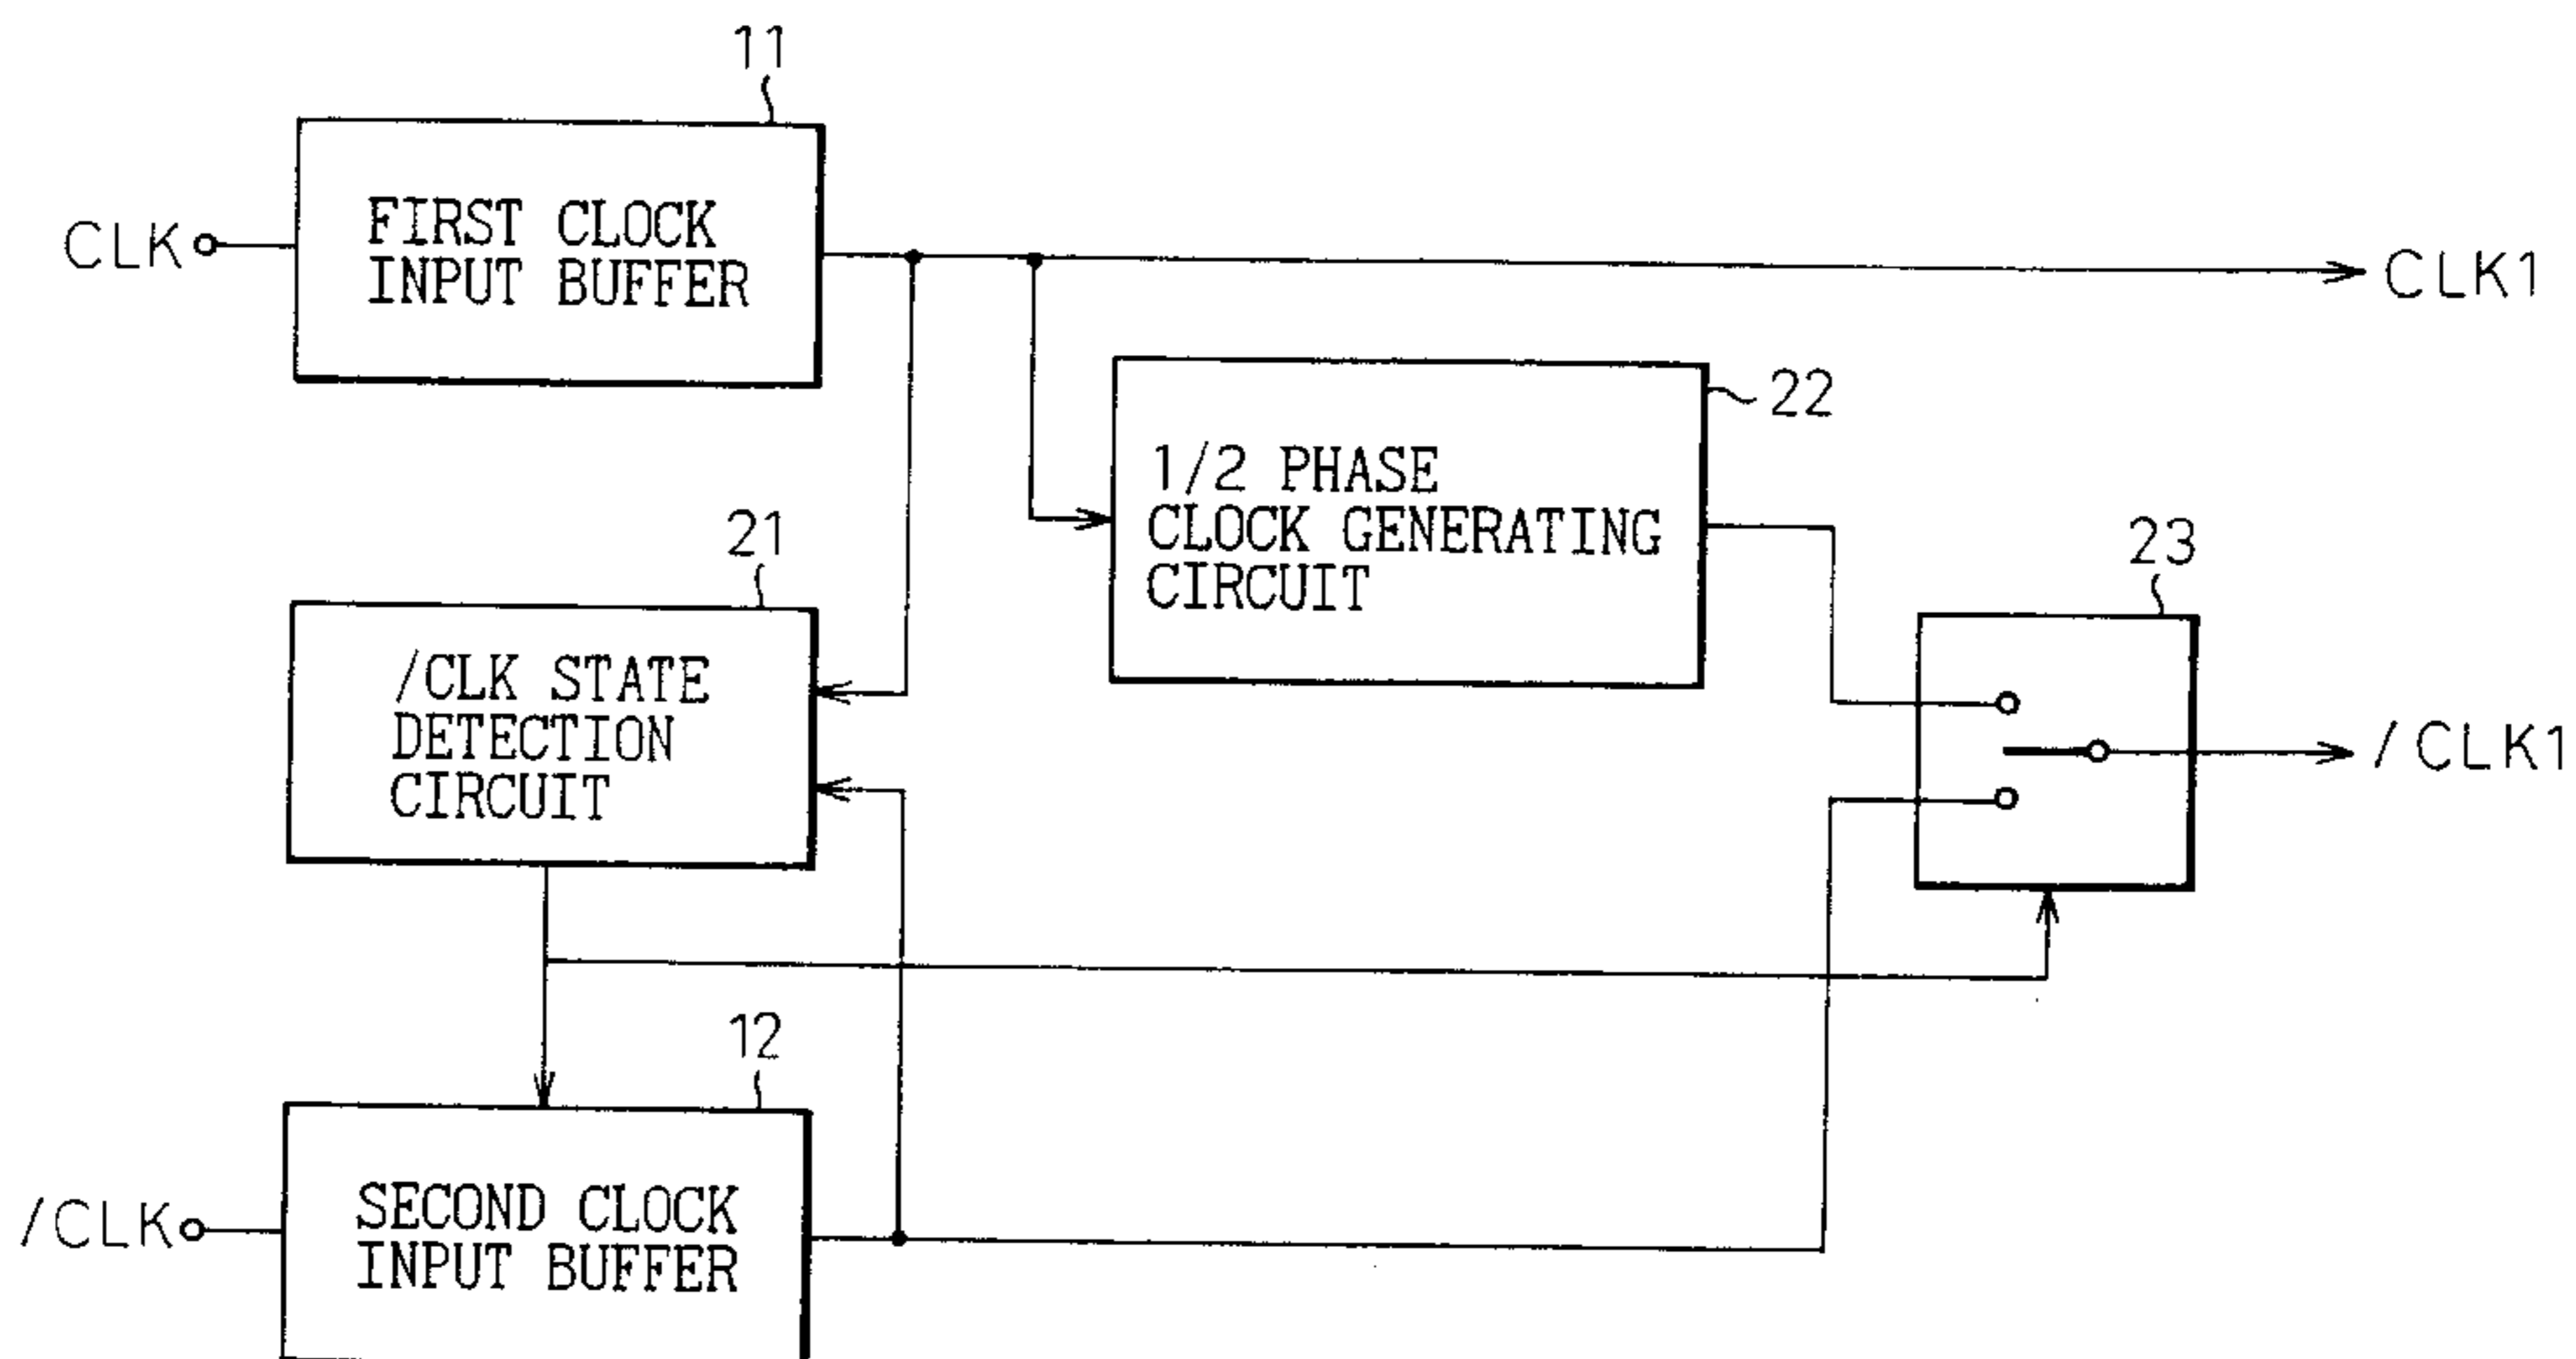 11
CLK
FIRST CLOCK
INPUT BUFFER
CLK1
22
1/2 PHASE
CLOCK GENERATING
CIRCUIT
21
/CLK STATE
DETECTION
CIRCUIT
23
/CLK1
12
/CLK
SECOND CLOCK
INPUT BUFFER